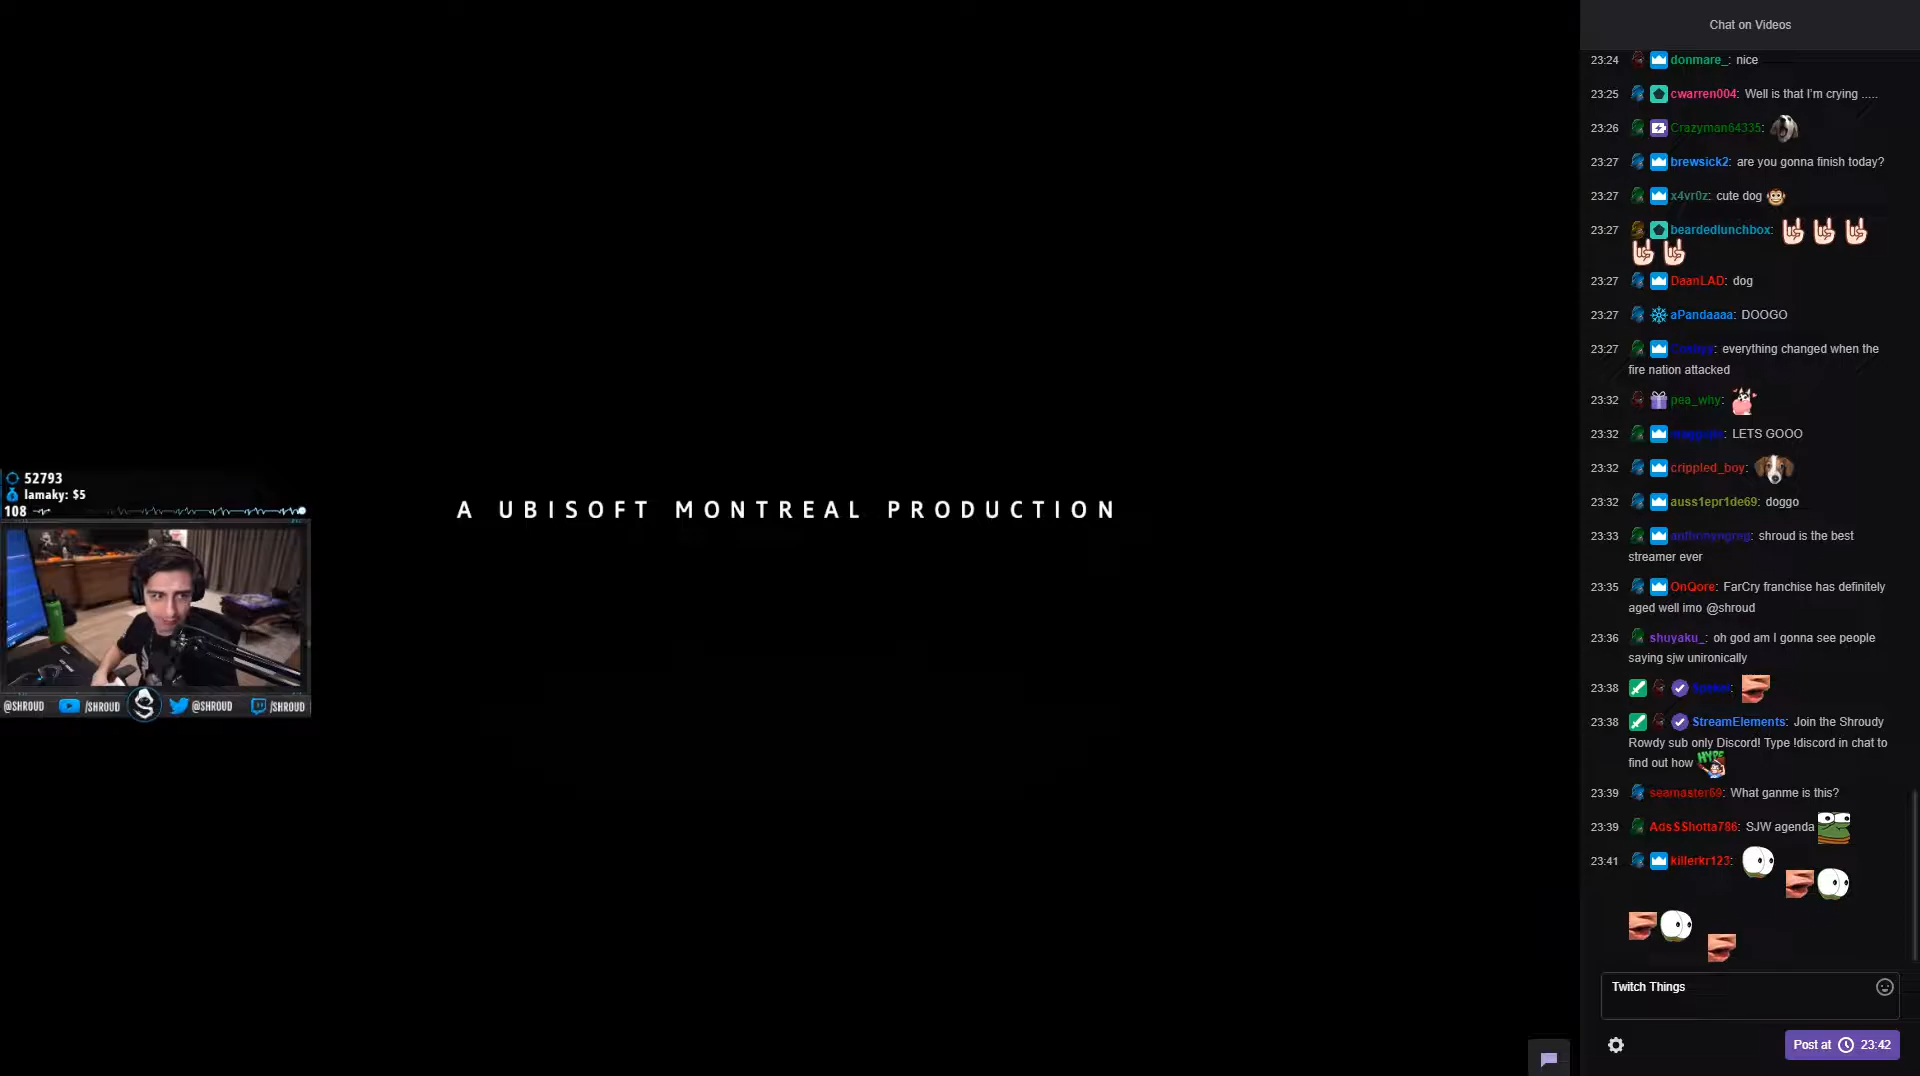 Chat on Videos
23:24 donmare_: nice
23:25 cwarren004: Well is that I'm crying .....
23:26 Crazyman64335:
23:27 brewsick2: are you gonna finish today?
23:27 x4vr0z: cute dog
23:27 beardedlunchbox:
23:27 DaanLAD: dog
23:27 aPandaaaa: DOOGO
23:27 : everything changed when the
fire nation attacked
23:32 pea_why:
23:32 : LETS GOOO
23:32 crippled_boy:
23:32 auss1epr1de69: doggo
23:33 : shroud is the best
streamer ever
23:35 OnQore: FarCry franchise has definitely
aged well imo @shroud
23:36 shuyaku_: oh god am I gonna see people
saying sjw unironically
23:38 :
23:38 StreamElements: Join the Shroudy
Rowdy sub only Discord! Type !discord in chat to
find out how HYPE
23:39 seamaster69: What ganme is this?
23:39 Ads$$hotta786: SJW agenda
23:41 killerkr123:
Twitch Things
Post at 23:42
52793
lamaky: $5
108
A UBISOFT MONTREAL PRODUCTION
@SHROUD /SHROUD @SHROUD /SHROUD